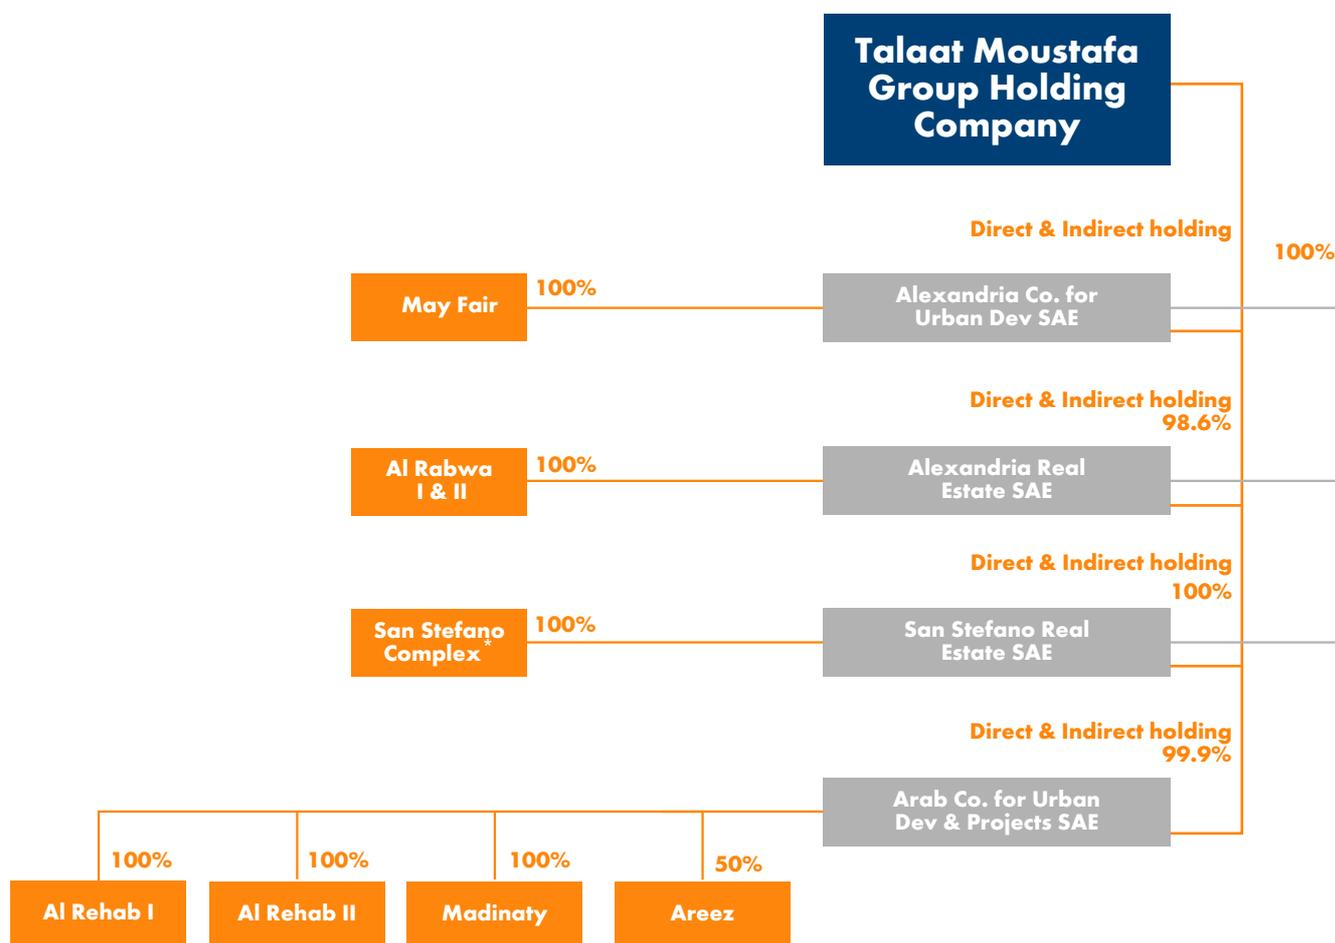 Talaat Moustafa
Group Holding
Company
Direct & Indirect holding
100%
May Fair
100%
Alexandria Co. for
Urban Dev SAE
Direct & Indirect holding
98.6%
Al Rabwa
I & II
100%
Alexandria Real
Estate SAE
Direct & Indirect holding
100%
San Stefano
Complex*
100%
San Stefano Real
Estate SAE
Direct & Indirect holding
99.9%
Arab Co. for Urban
Dev & Projects SAE
100%
100%
100%
50%
Al Rehab I
Al Rehab II
Madinaty
Areez